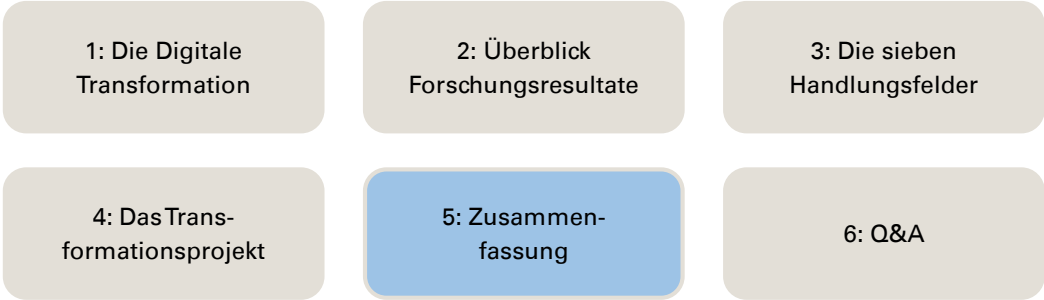 1: Die Digitale
Transformation
2: Überblick
Forschungsresultate
3: Die sieben
Handlungsfelder
4: Das Trans-
formationsprojekt
5: Zusammen-
fassung
6: Q&A